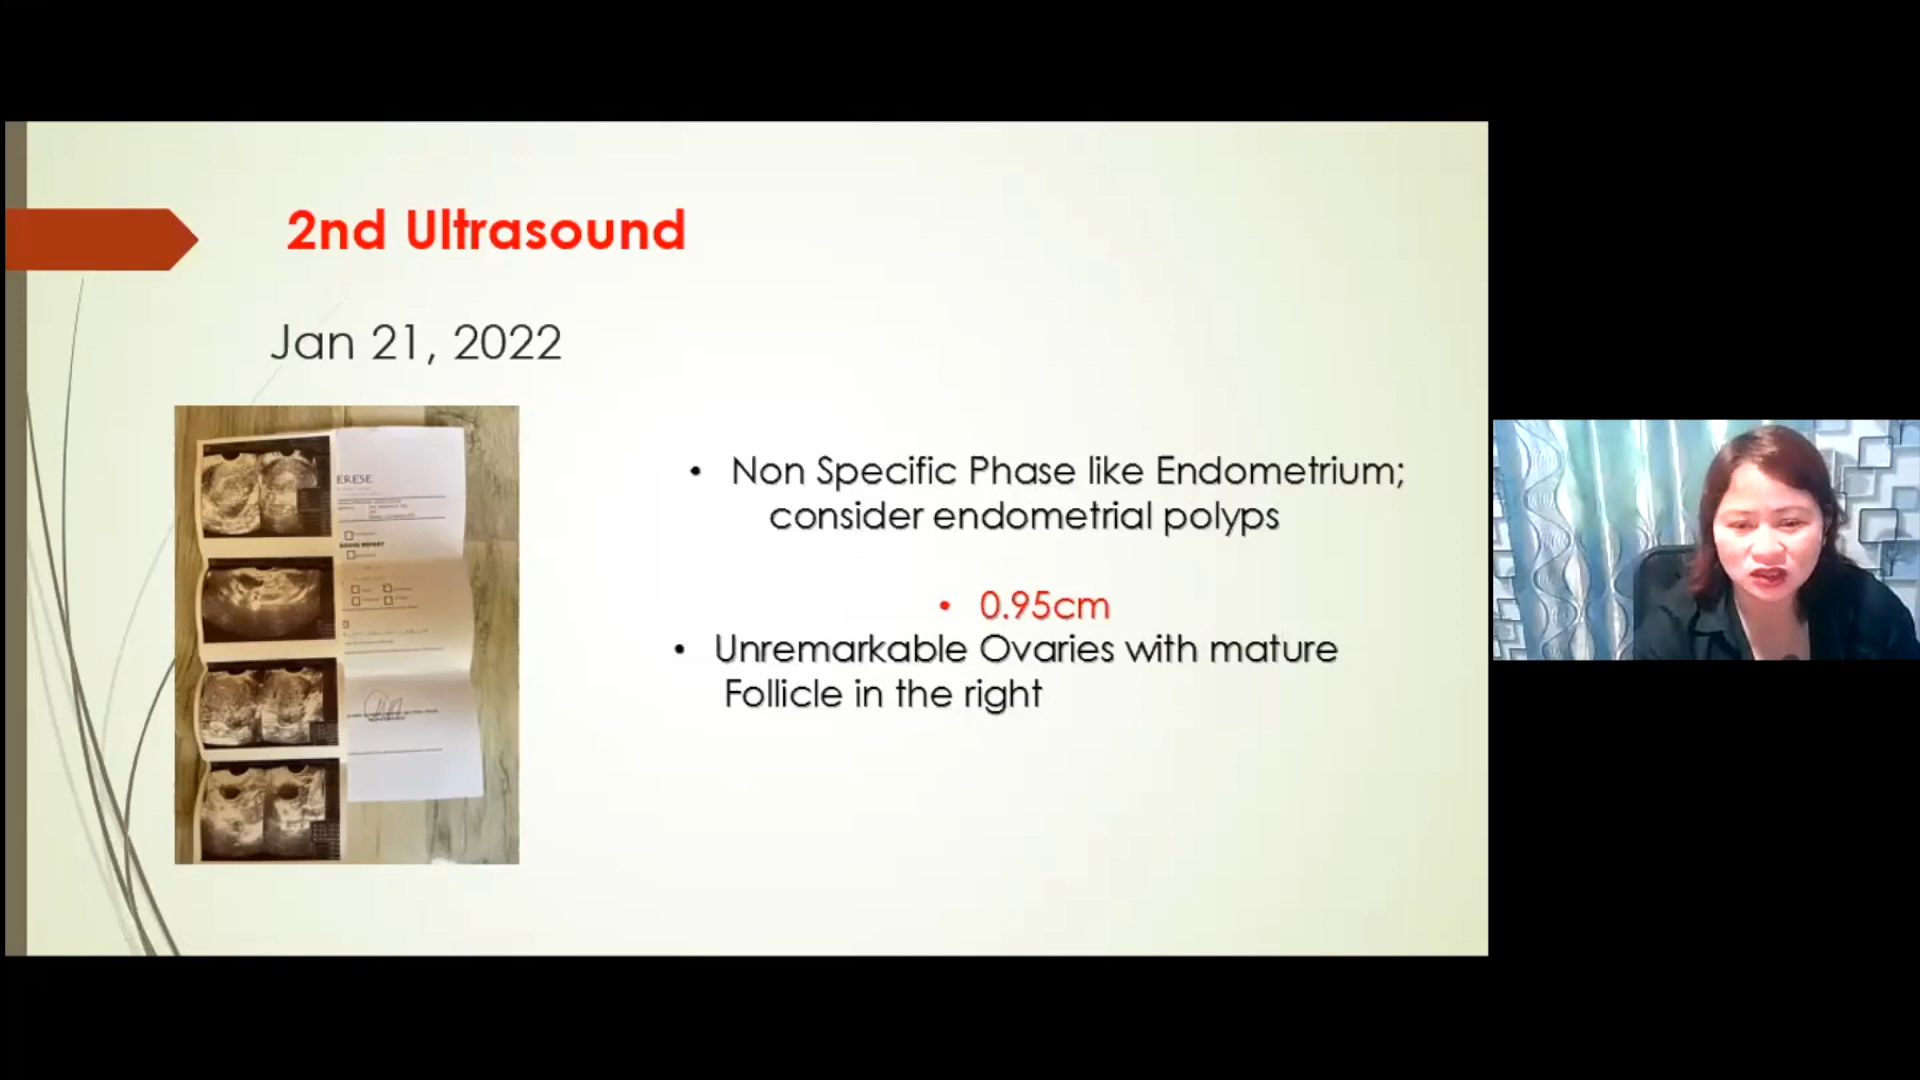 2nd Ultrasound
Jan 21, 2022
ERESE
• Non Specific Phase like Endometrium;
consider endometrial polyps
• 0.95cm
• Unremarkable Ovaries with mature
Follicle in the right